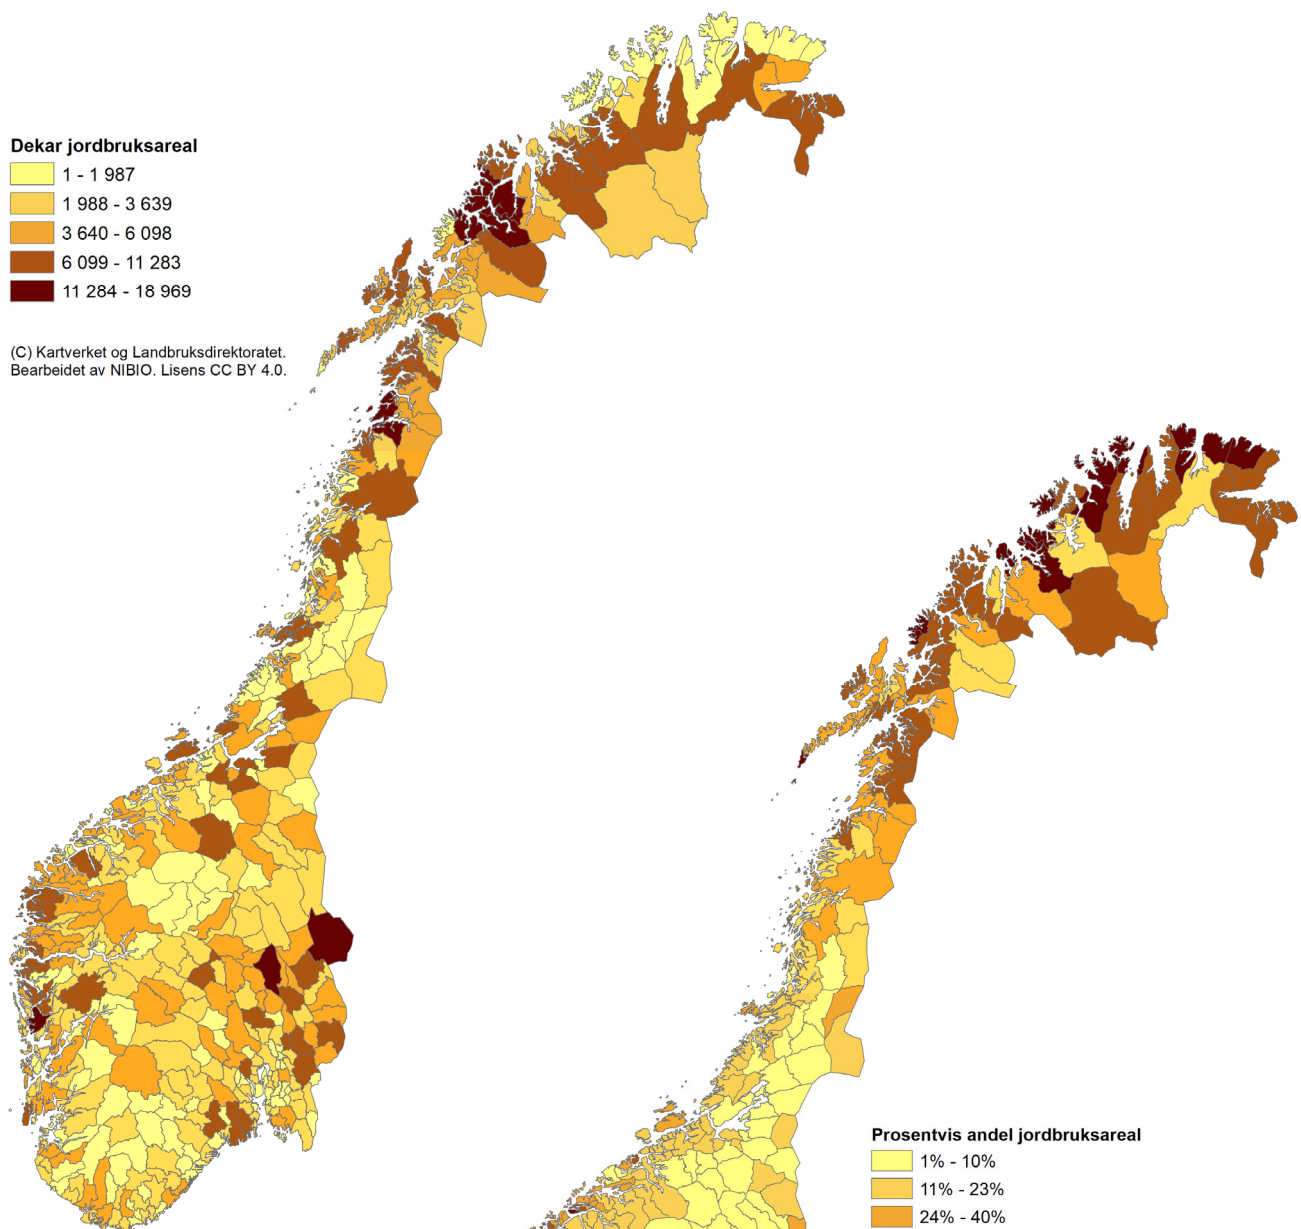 Dekar jordbruksareal
1 - 1 987
1 988 - 3 639
3 640 - 6 098
6 099 - 11 283
11 284 - 18 969
(C) Kartverket og Landbruksdirektoratet.
Bearbeidet av NIBIO. Lisens CC BY 4.0.
Prosentvis andel jordbruksareal
1% - 10%
11% - 23%
24% - 40%